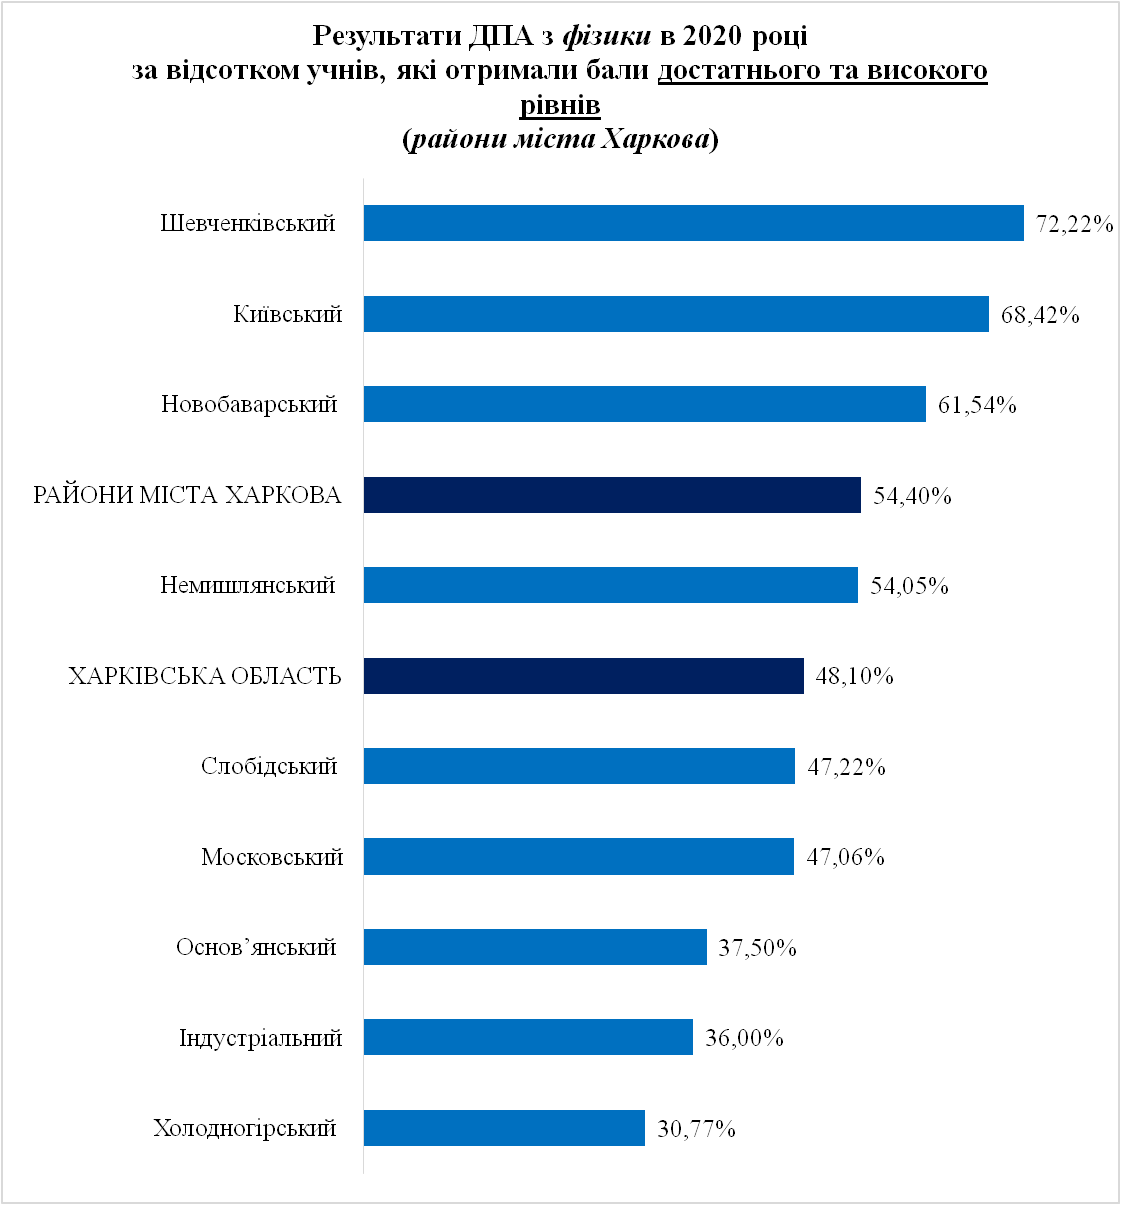 Результати ДПА з фізики в 2020 році
за відсотком учнів, які отримали бали достатнього та високого
рівнів
(райони міста Харкова)
Шевченківський 72,22%
Київський 68,42%
Новобаварський 61,54%
РАЙОНИ МІСТА ХАРКОВА 54,40%
Немишлянський 54,05%
ХАРКІВСЬКА ОБЛАСТЬ 48,10%
Слобідський 47,22%
Московський 47,06%
Основ’янський 37,50%
Індустріальний 36,00%
Холодногірський 30,77%